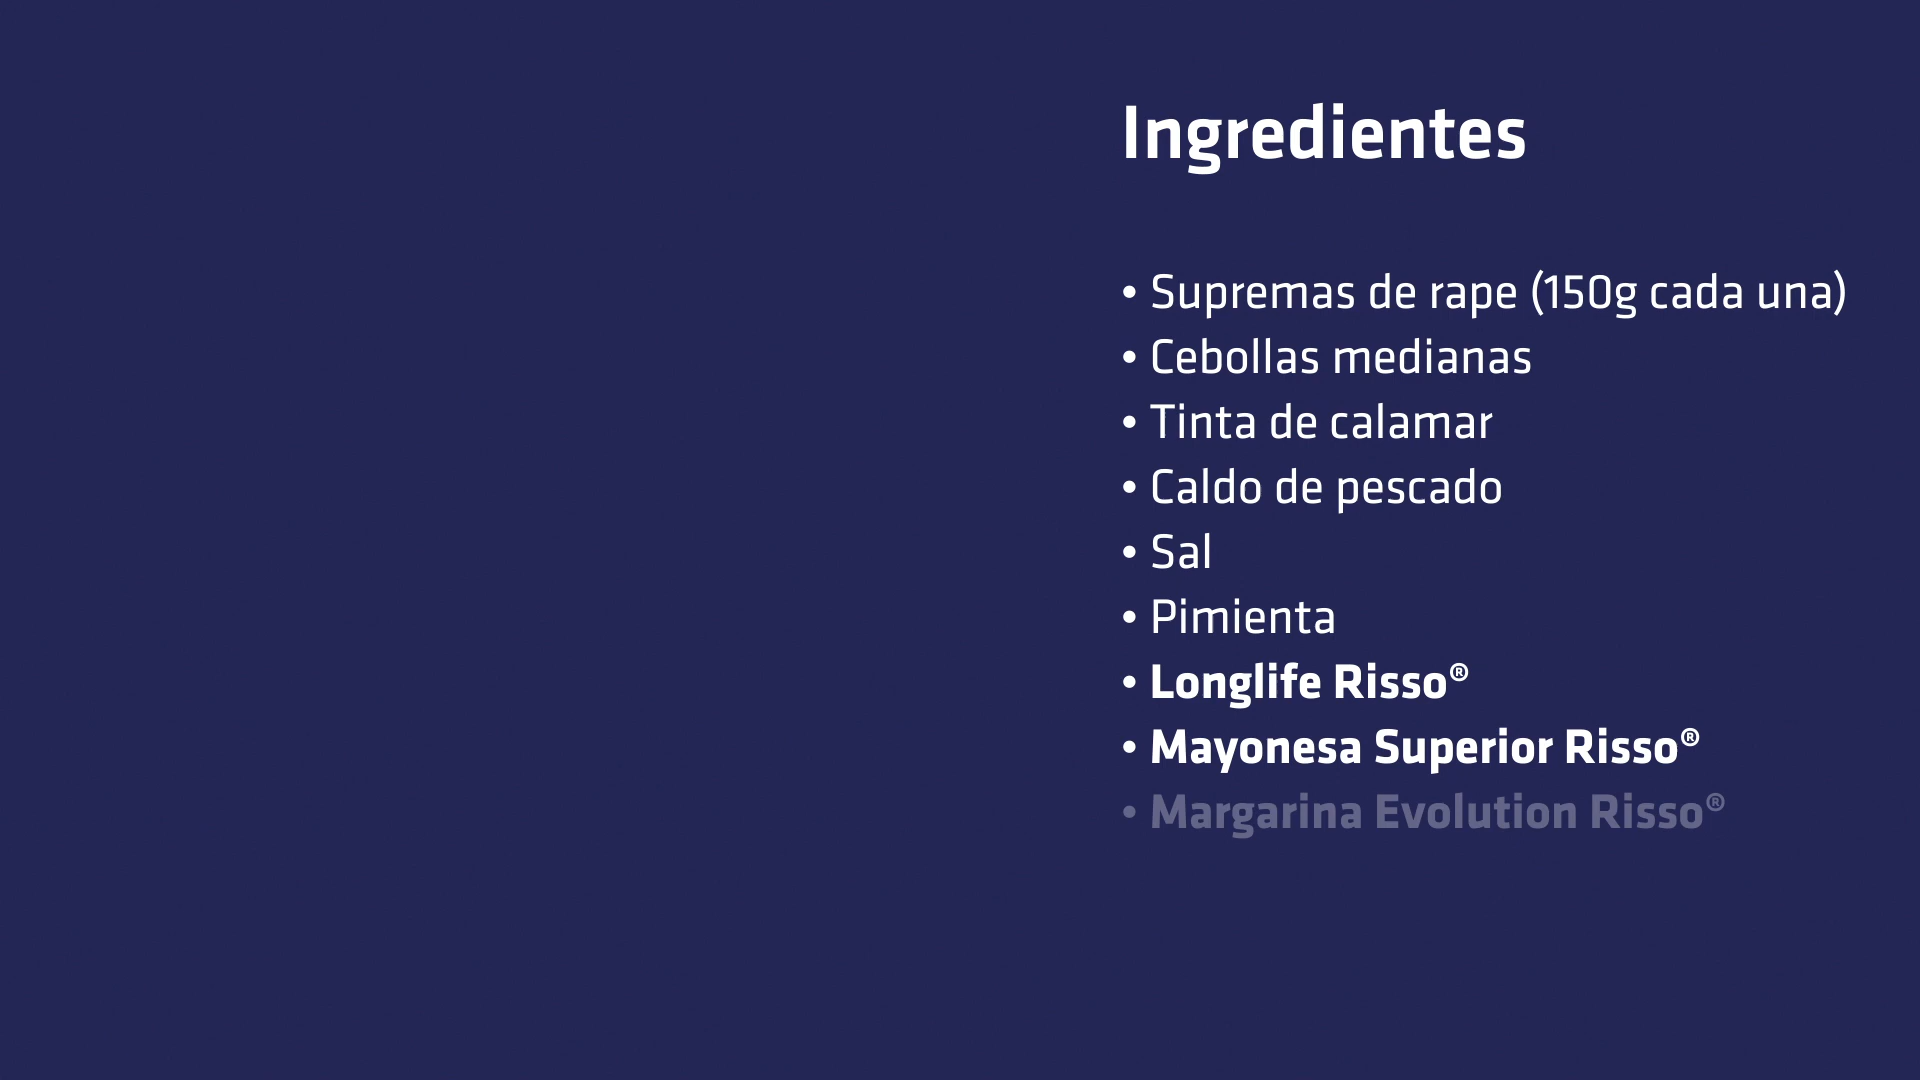 Ingredientes
• Supremas de rape (150g cada una)
• Cebollas medianas
• Tinta de calamar
• Caldo de pescado
• Sal
• Pimienta
• Longlife Risso®
• Mayonesa Superior Risso®
• Margarina Evolution Risso®